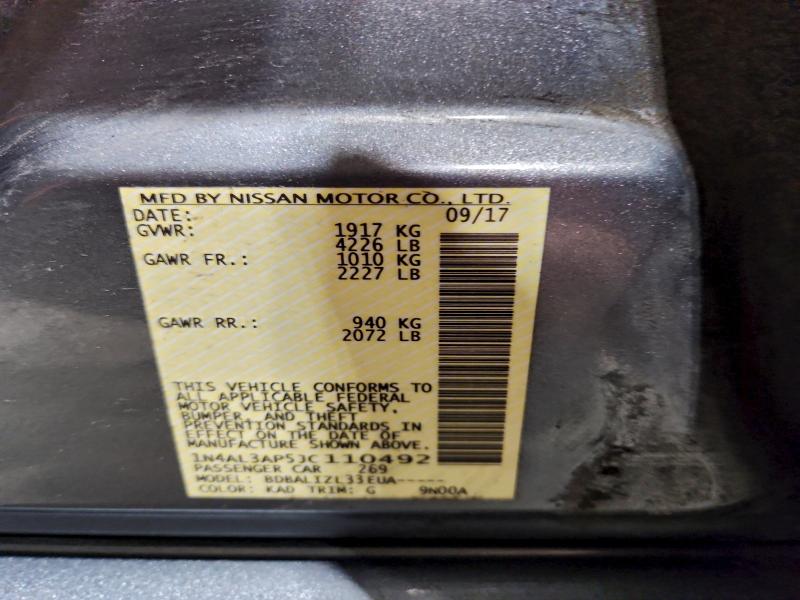 MFD BY NISSAN MOTOR CO., LTD.
DATE: 09/17
GVWR: 1917 KG
4226 LB
GAWR FR.: 1010 KG
2227 LB
GAWR RR.: 940 KG
2072 LB
THIS VEHICLE CONFORMS TO
ALL APPLICABLE FEDERAL
MOTOR VEHICLE SAFETY,
BUMPER, AND THEFT
PREVENTION STANDARDS IN
EFFECT ON THE DATE OF
MANUFACTURE SHOWN ABOVE.
1N4AL3AP5JC110492
PASSENGER CAR 269
MODEL: BDBALIZL33EUA-----
COLOR: KAD TRIM: G 9N00A